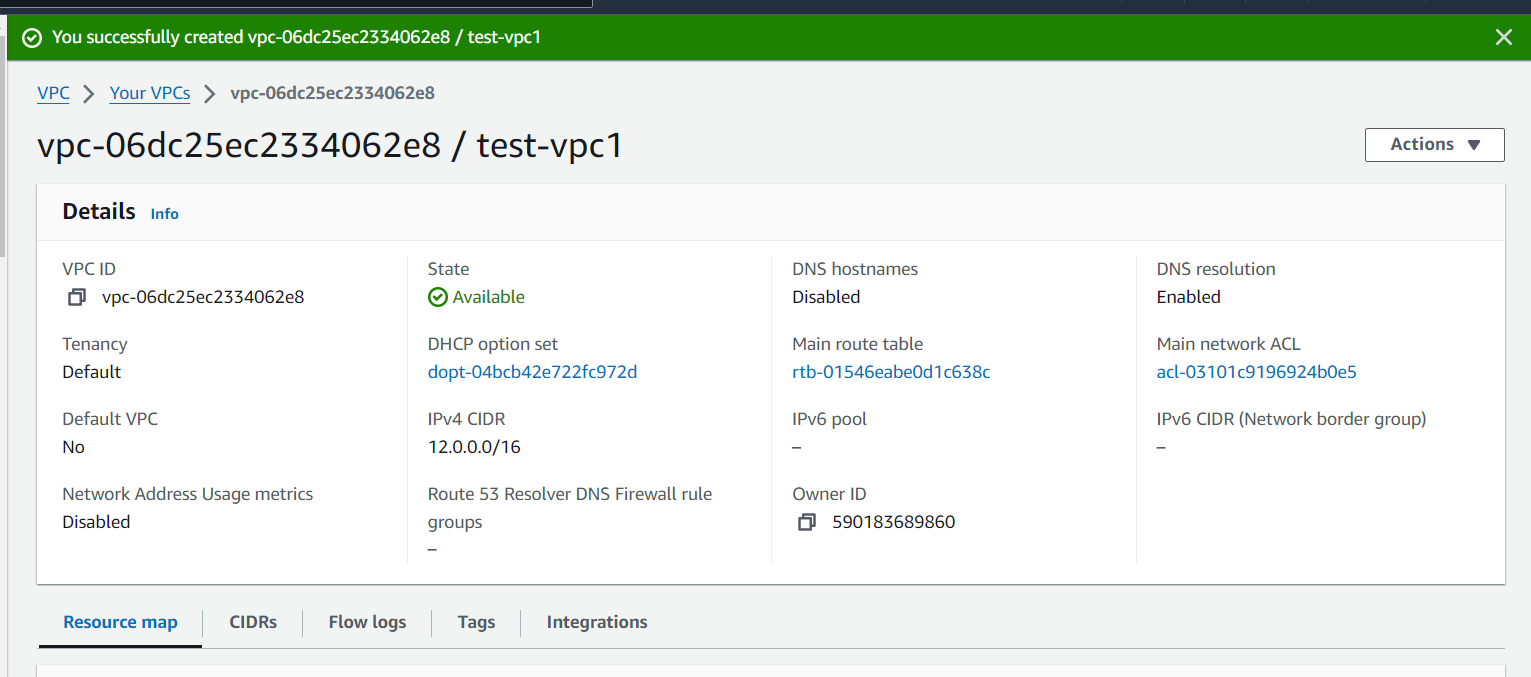 You successfully created vpc-06dc25ec2334062e8 / test-vpc1
VPC > Your VPCs > vpc-06dc25ec2334062e8
vpc-06dc25ec2334062e8 / test-vpc1
Actions
Details Info
VPC ID
vpc-06dc25ec2334062e8
State
Available
DNS hostnames
Disabled
DNS resolution
Enabled
Tenancy
Default
DHCP option set
dopt-04bcb42e722fc972d
Main route table
rtb-01546eabe0d1c638c
Main network ACL
acl-03101c9196924b0e5
Default VPC
No
IPv4 CIDR
12.0.0.0/16
IPv6 pool
–
IPv6 CIDR (Network border group)
–
Network Address Usage metrics
Disabled
Route 53 Resolver DNS Firewall rule
groups
–
Owner ID
590183689860
Resource map
CIDRs
Flow logs
Tags
Integrations